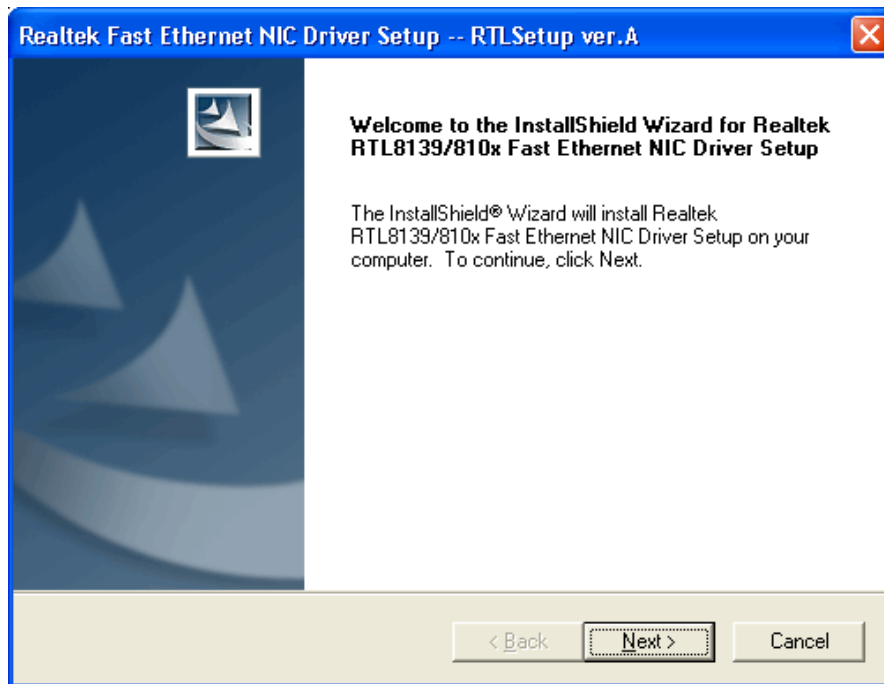 Realtek Fast Ethernet NIC Driver Setup -- RTLSetup ver.A
Welcome to the InstallShield Wizard for Realtek
RTL8139/810x Fast Ethernet NIC Driver Setup
The InstallShield® Wizard will install Realtek
RTL8139/810x Fast Ethernet NIC Driver Setup on your
computer.  To continue, click Next.
< Back
Next >
Cancel